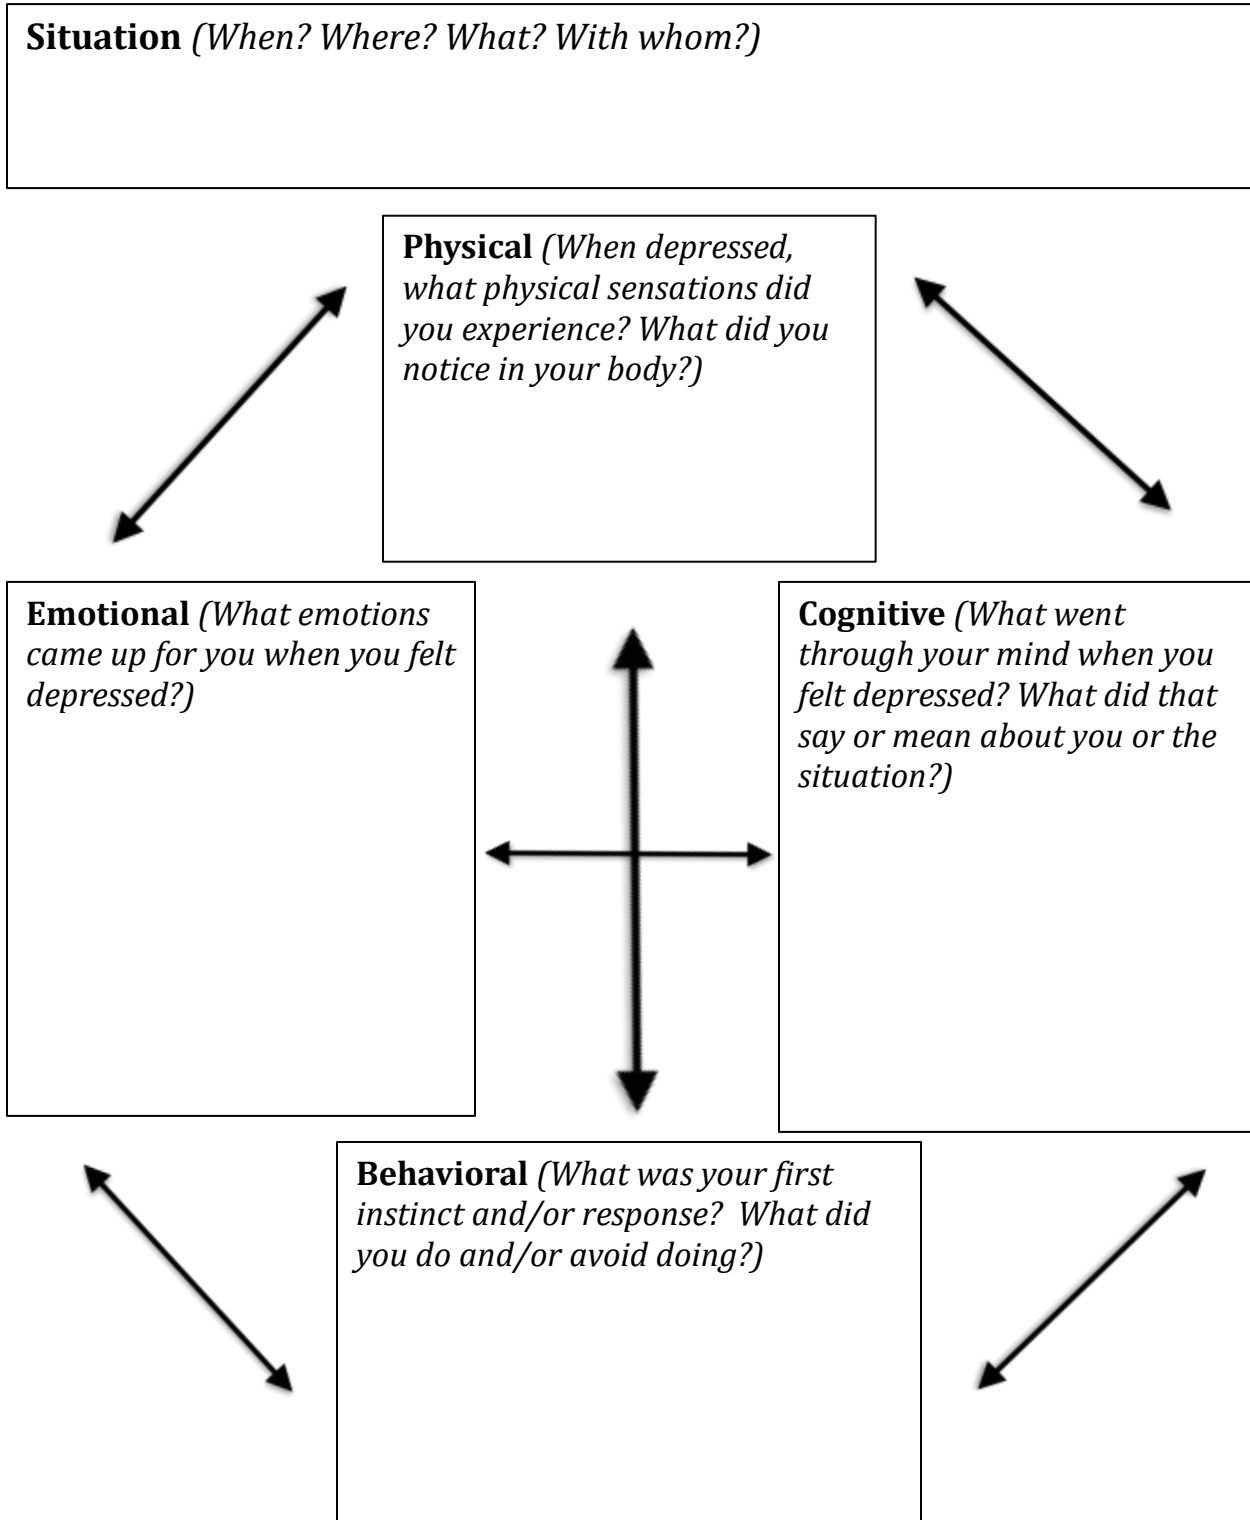 Situation (When? Where? What? With whom?)
Physical (When depressed,
what physical sensations did
you experience? What did you
notice in your body?)
Emotional (What emotions
came up for you when you felt
depressed?)
Cognitive (What went
through your mind when you
felt depressed? What did that
say or mean about you or the
situation?)
Behavioral (What was your first
instinct and/or response?  What did
you do and/or avoid doing?)